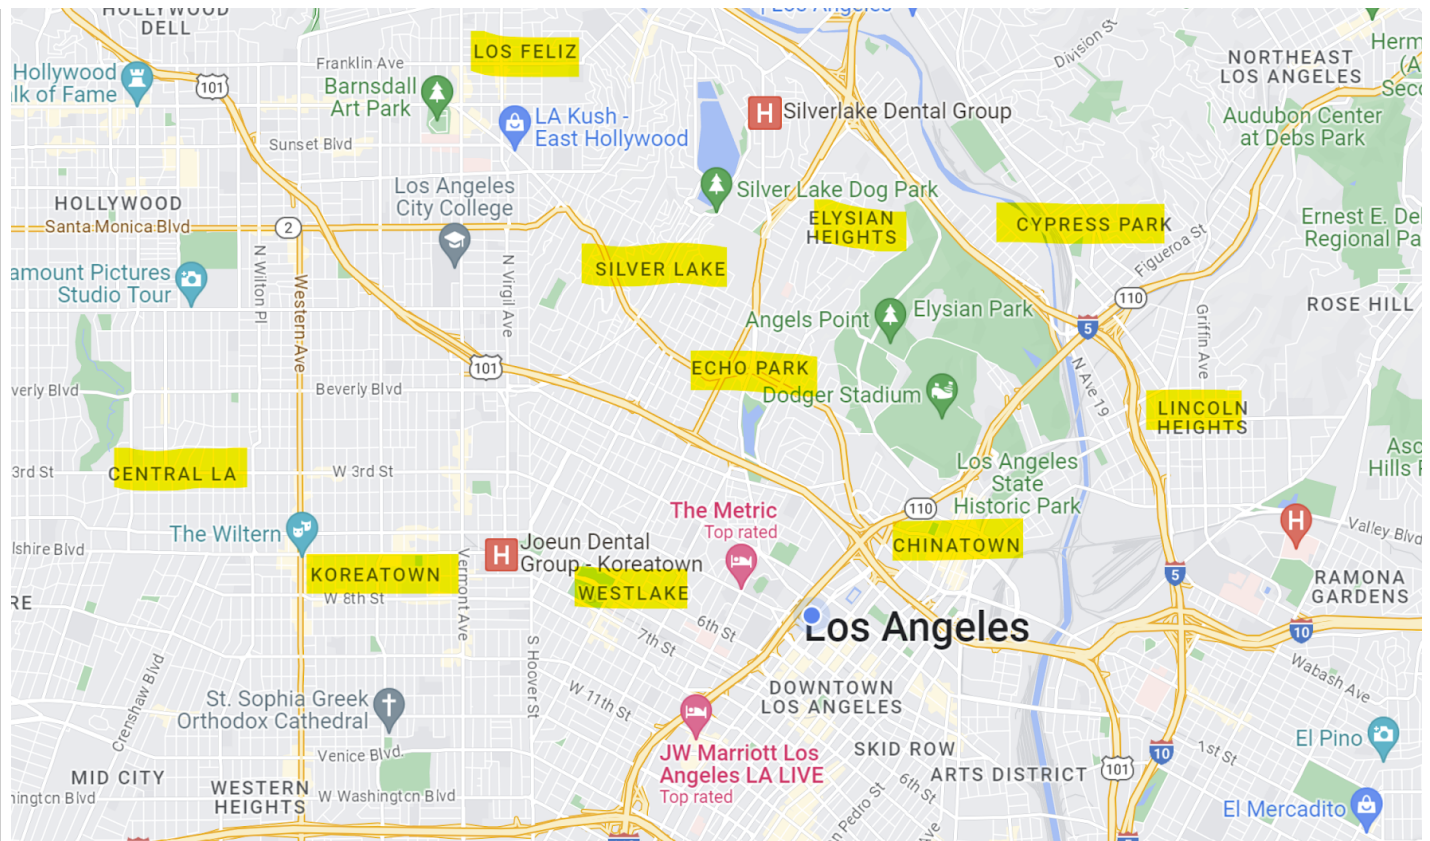 HOLLYWOOD
DELL
Los Angeles
LOS FELIZ
Division St
NORTHEAST
LOS ANGELES
Herm
(A
Seco
Franklin Ave
Hollywood
alk of Fame
101
Barnsdall
Art Park
H
Silverlake Dental Group
LA Kush -
East Hollywood
Audubon Center
at Debs Park
Sunset Blvd
Los Angeles
City College
Silver Lake Dog Park
HOLLYWOOD
Santa Monica Blvd
2
ELYSIAN
HEIGHTS
CYPRESS PARK
Ernest E. De
Regional Pa
Figueroa St
N Wilton Pl
Western Ave
N Virgil Ave
SILVER LAKE
amount Pictures
Studio Tour
Angels Point
Elysian Park
110
5
ROSE HILL
Griffin Ave
101
ECHO PARK
Dodger Stadium
N Ave 19
verly Blvd
Beverly Blvd
LINCOLN
HEIGHTS
CENTRAL LA
3rd St
W 3rd St
Los Angeles
State
Historic Park
Asc
Hills
The Metric
Top rated
110
H
Valley Blvd
The Wiltern
lshire Blvd
H
Joeun Dental
Group - Koreatown
CHINATOWN
KOREATOWN
Vermont Ave
WESTLAKE
5
RAMONA
GARDENS
RE
W 8th St
6th St
7th St
Los Angeles
10
S Hoover St
Crenshaw Blvd
St. Sophia Greek
Orthodox Cathedral
W 11th St
DOWNTOWN
LOS ANGELES
Wabash Ave
JW Marriott Los
Angeles LA LIVE
Top rated
SKID ROW
1st St
10
El Pino
Venice Blvd.
MID CITY
WESTERN
HEIGHTS
ARTS DISTRICT
101
6th St
hington Blvd
W Washington Blvd
n Pedro St
Ave
El Mercadito